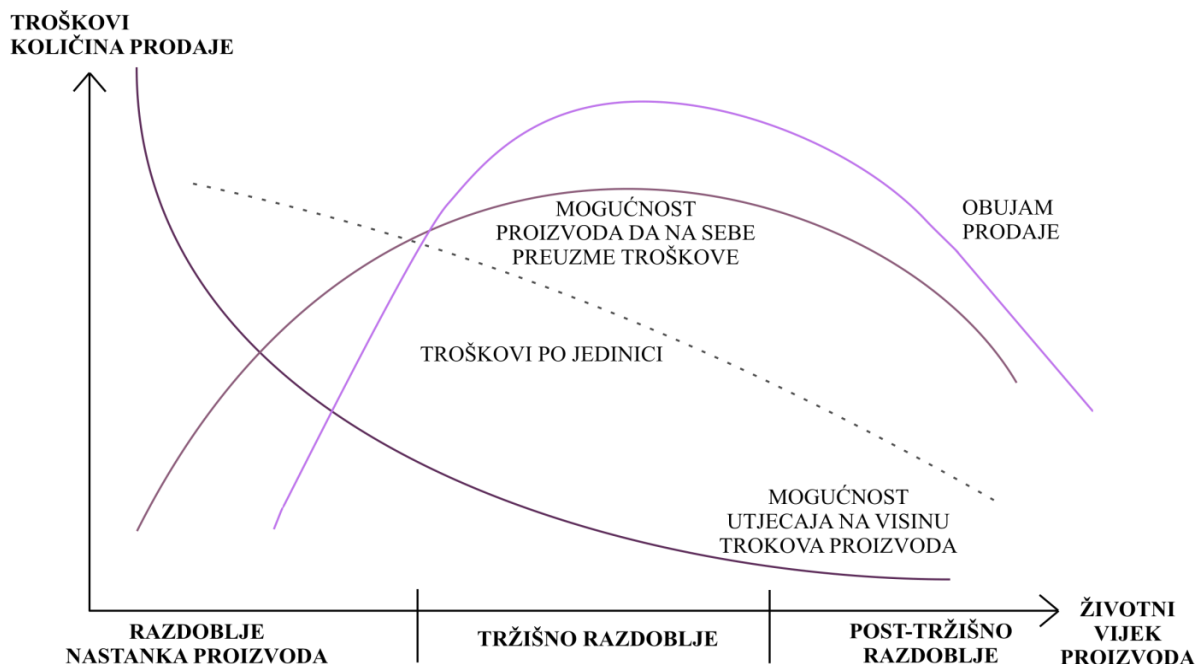 TROŠKOVI
KOLIČINA PRODAJE
MOGUĆNOST
PROIZVODA DA NA SEBE
PREUZME TROŠKOVE
OBUJAM
PRODAJE
TROŠKOVI PO JEDINICI
MOGUĆNOST
UTJECAJA NA VISINU
TROKOVA PROIZVODA
RAZDOBLJE
NASTANKA PROIZVODA
TRŽIŠNO RAZDOBLJE
POST-TRŽIŠNO
RAZDOBLJE
ŽIVOTNI
VIJEK
PROIZVODA